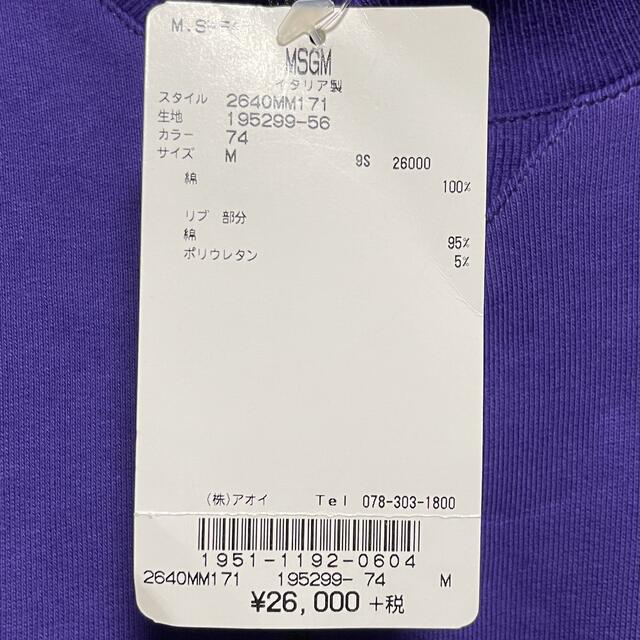 M.S
MSGM
イタリア製
スタイル 2640MM171
生地 195299-56
カラー 74
サイズ M 9S 26000
綿 100%
リブ 部分
綿 95%
ポリウレタン 5%
(株)アオイ Tel 078-303-1800
1951-1192-0604
2640MM171 195299- 74 M
¥26,000 +税